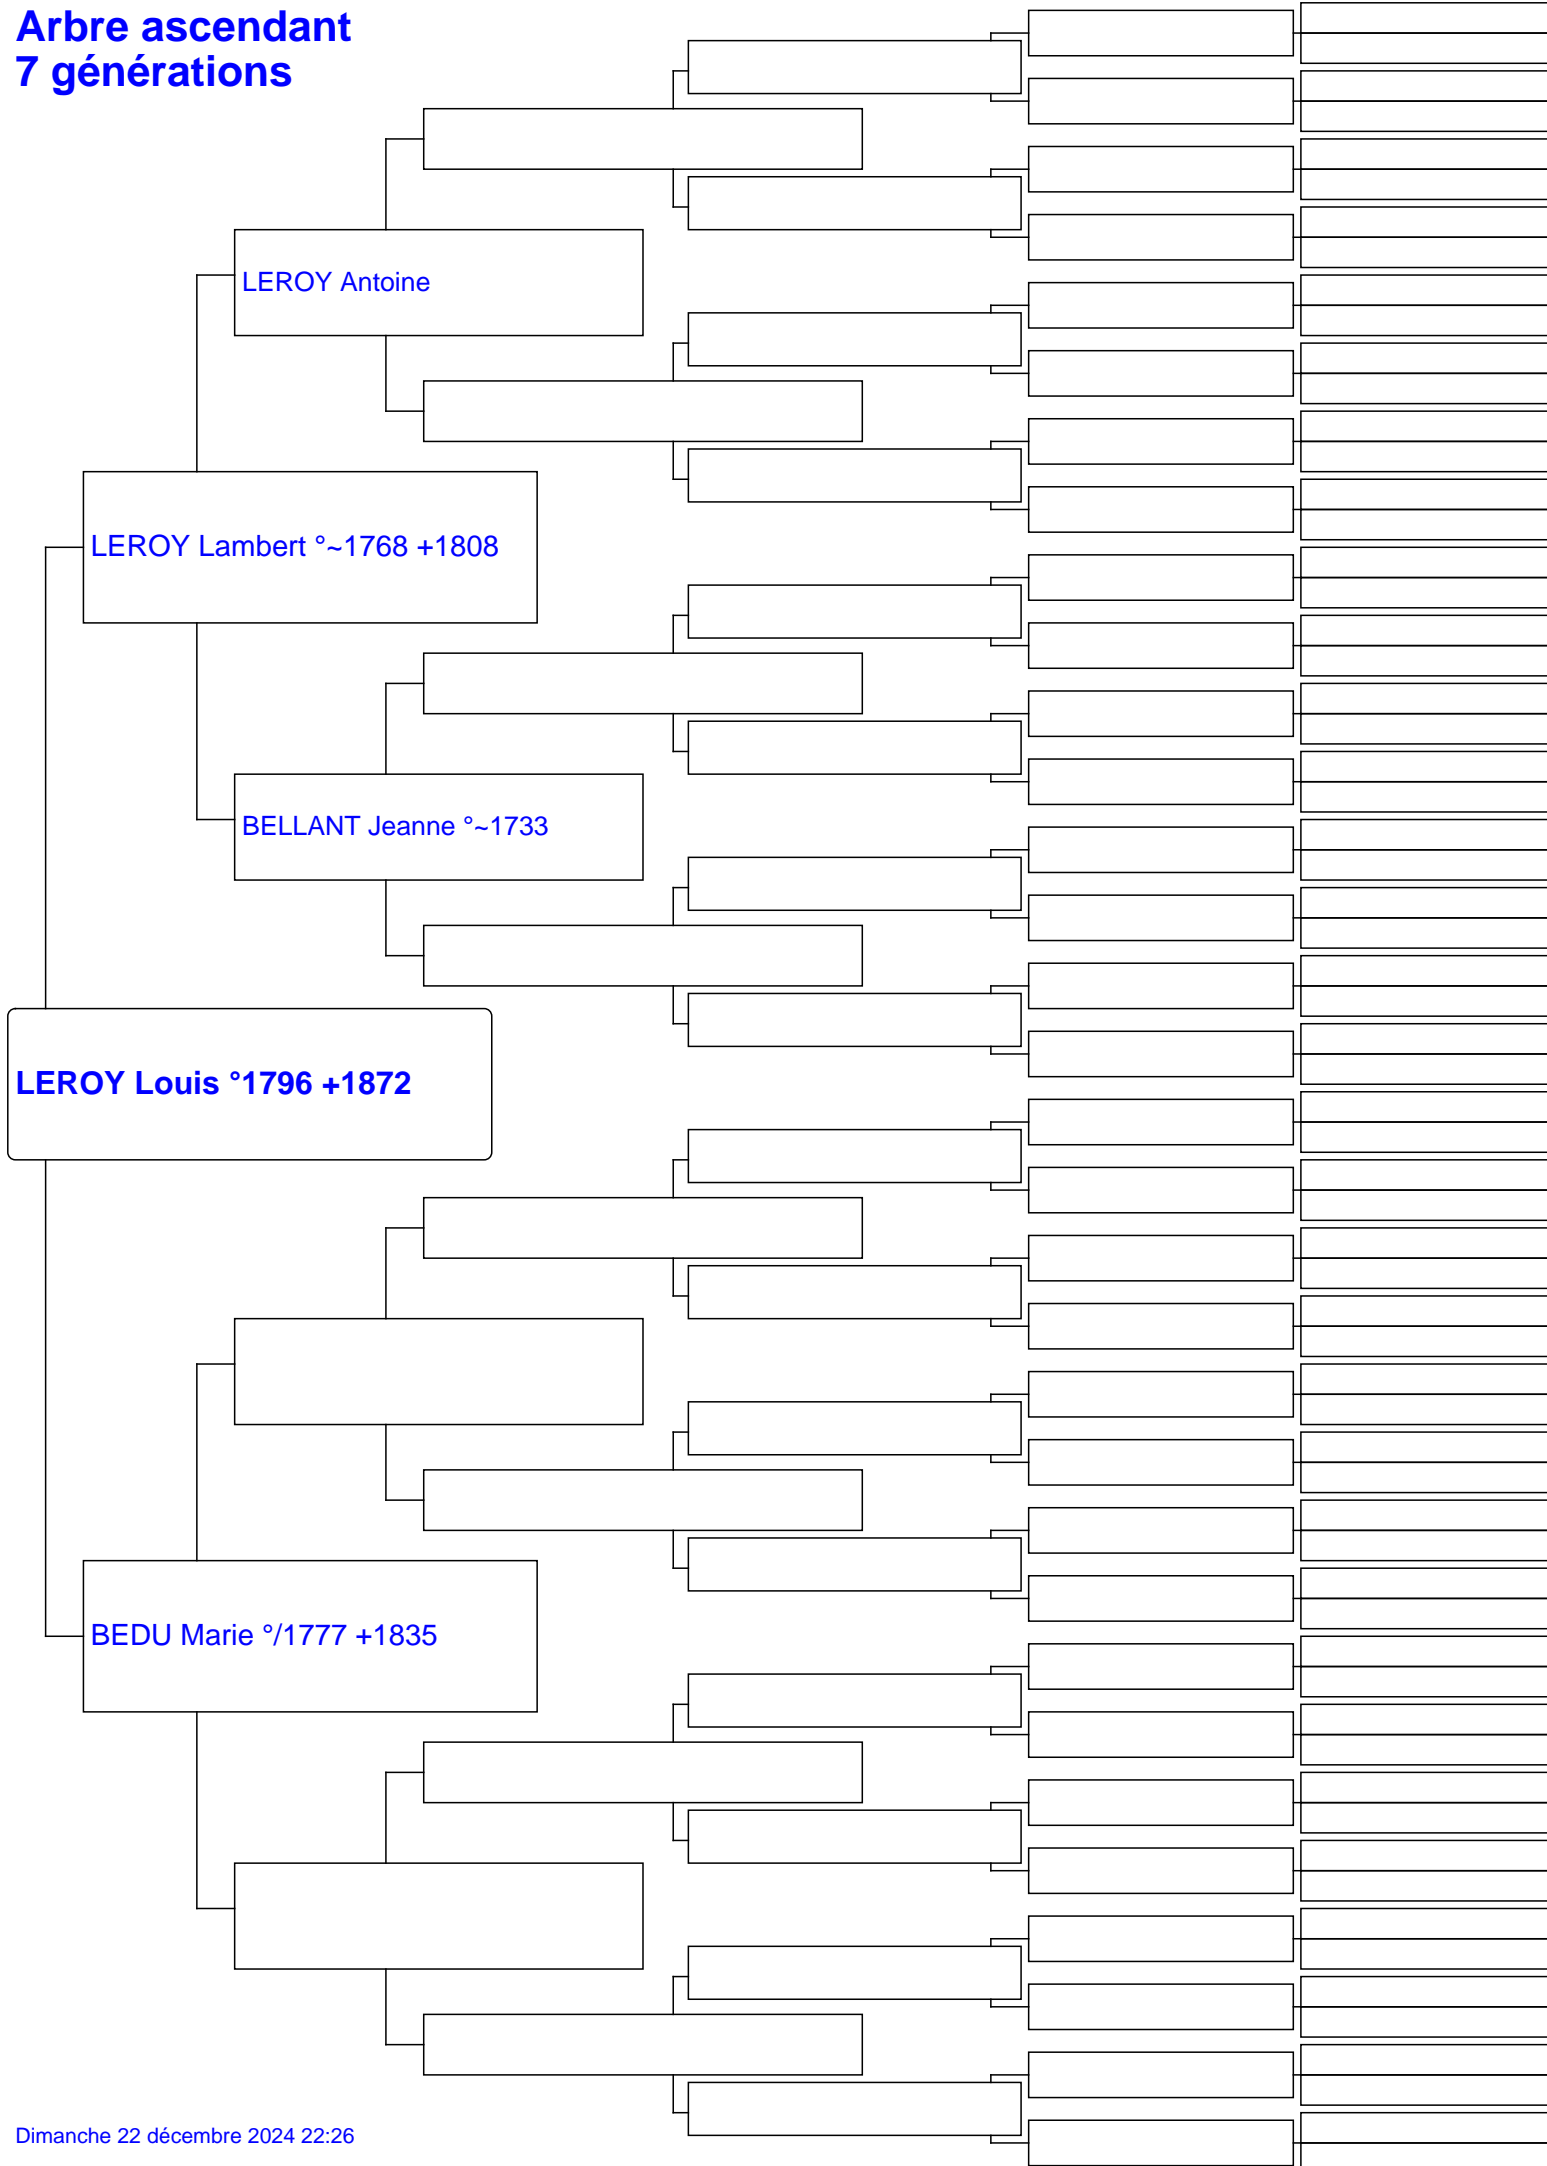 Arbre ascendant
7 générations
LEROY Antoine
LEROY Lambert °~1768 +1808
BELLANT Jeanne °~1733
LEROY Louis °1796 +1872
BEDU Marie °/1777 +1835
Dimanche 22 décembre 2024 22:26